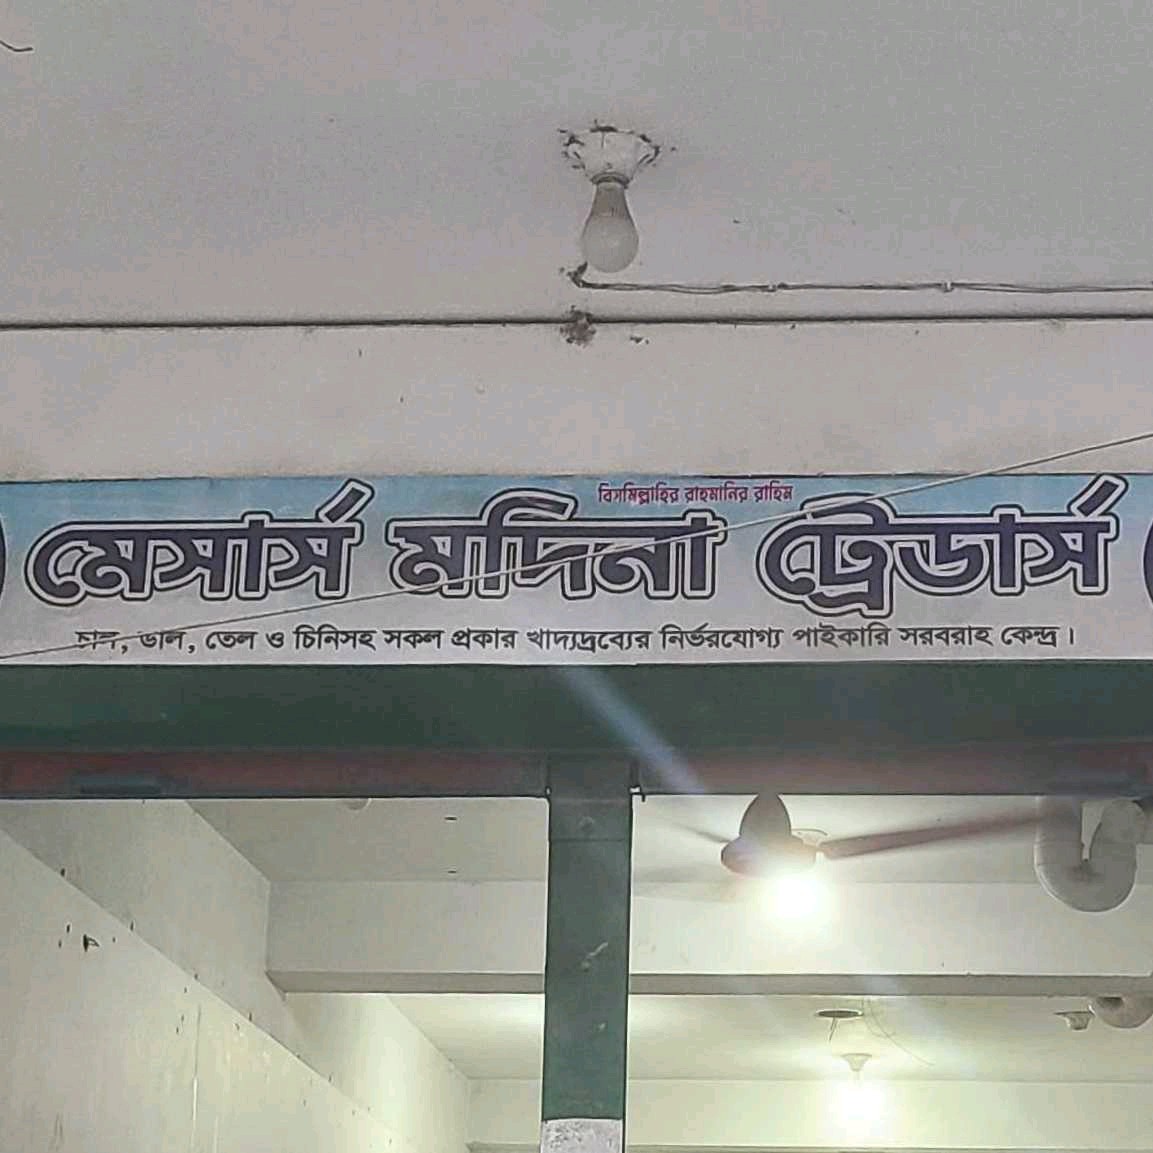 বিসমিল্লাহির রাহমানির রাহিম
মেসার্স মদিনা ট্রেডার্স
চাল, ডাল, তেল ও চিনিসহ সকল প্রকার খাদ্যদ্রব্যের নির্ভরযোগ্য পাইকারি সরবরাহ কেন্দ্র।